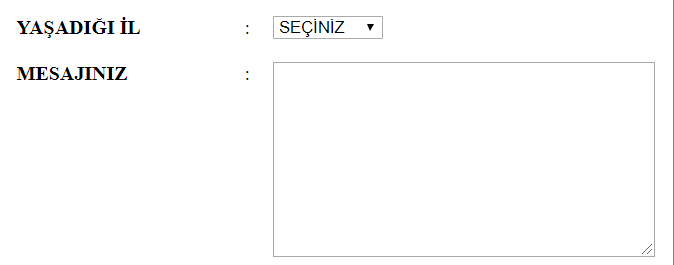 YAŞADIĞI İL : SEÇİNİZ
MESAJINIZ :